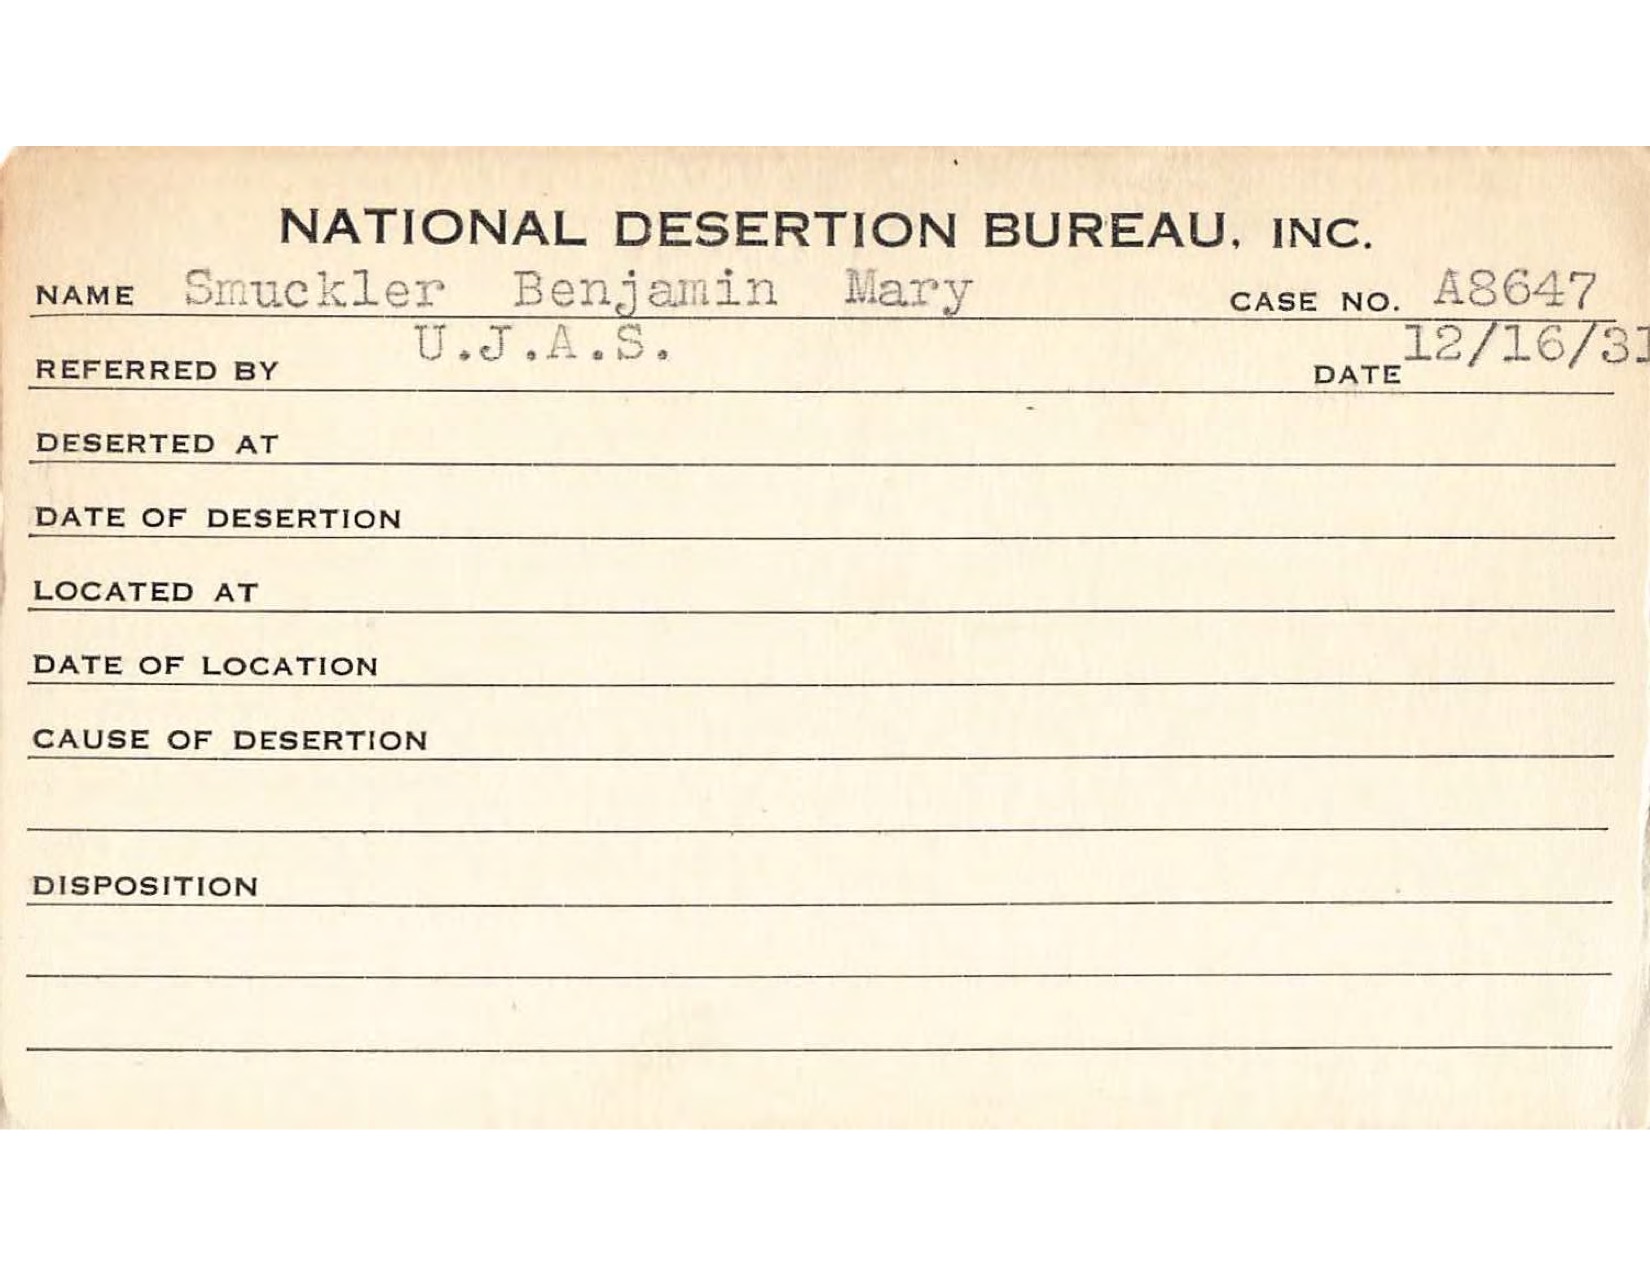 NATIONAL DESERTION BUREAU, INC.
NAME Smuckler Benjamin Mary CASE NO. A8647
REFERRED BY U.J.A.S. DATE 12/16/31
DESERTED AT
DATE OF DESERTION
LOCATED AT
DATE OF LOCATION
CAUSE OF DESERTION
DISPOSITION